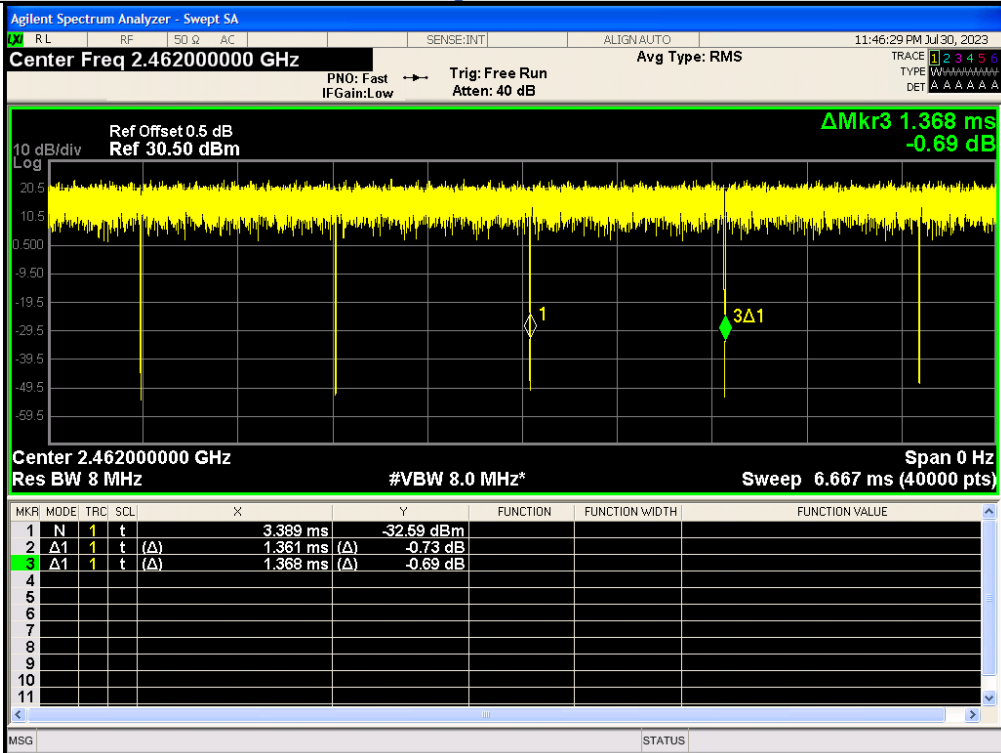 Agilent Spectrum Analyzer - Swept SA
LXI RL RF 50 Ω AC SENSE:INT ALIGN AUTO 11:46:29 PM Jul 30, 2023
Center Freq 2.462000000 GHz Avg Type: RMS TRACE 1 2 3 4 5 6
PNO: Fast Trig: Free Run TYPE W
IFGain:Low Atten: 40 dB DET A A A A A A
ΔMkr3 1.368 ms
-0.69 dB
Ref Offset 0.5 dB
10 dB/div Ref 30.50 dBm
Log
20.5
10.5
0.500
-9.50
-19.5
-29.5
-39.5
-49.5
-59.5
1
3Δ1
Center 2.462000000 GHz Span 0 Hz
Res BW 8 MHz #VBW 8.0 MHz* Sweep 6.667 ms (40000 pts)
MKR MODE TRC SCL X Y FUNCTION FUNCTION WIDTH FUNCTION VALUE
1 N 1 t 3.389 ms -32.59 dBm
2 Δ1 1 t (Δ) 1.361 ms (Δ) -0.73 dB
3 Δ1 1 t (Δ) 1.368 ms (Δ) -0.69 dB
4
5
6
7
8
9
10
11
MSG STATUS